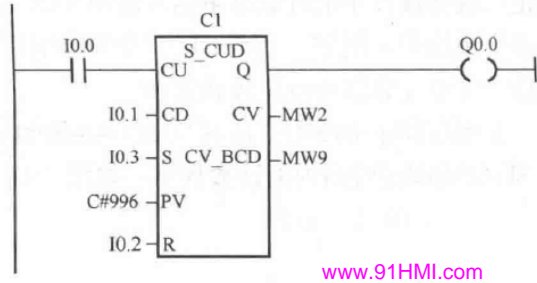 C1
I0.0 S_CUD Q0.0
CU Q
I0.1 CD CV MW2
I0.3 S CV_BCD MW9
C#996 PV
I0.2 R
www.91HMI.com